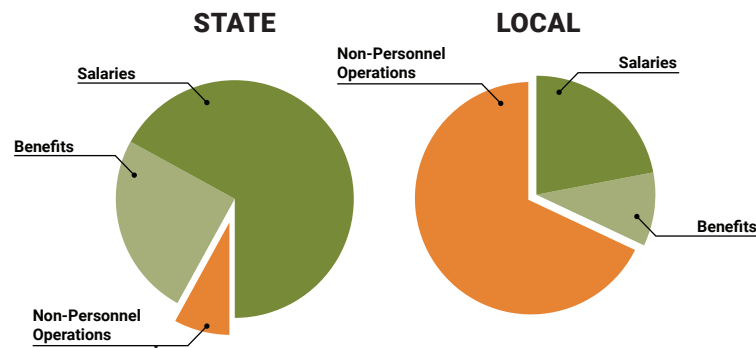 STATE
Salaries
Benefits
Non-Personnel
Operations
LOCAL
Non-Personnel
Operations
Salaries
Benefits